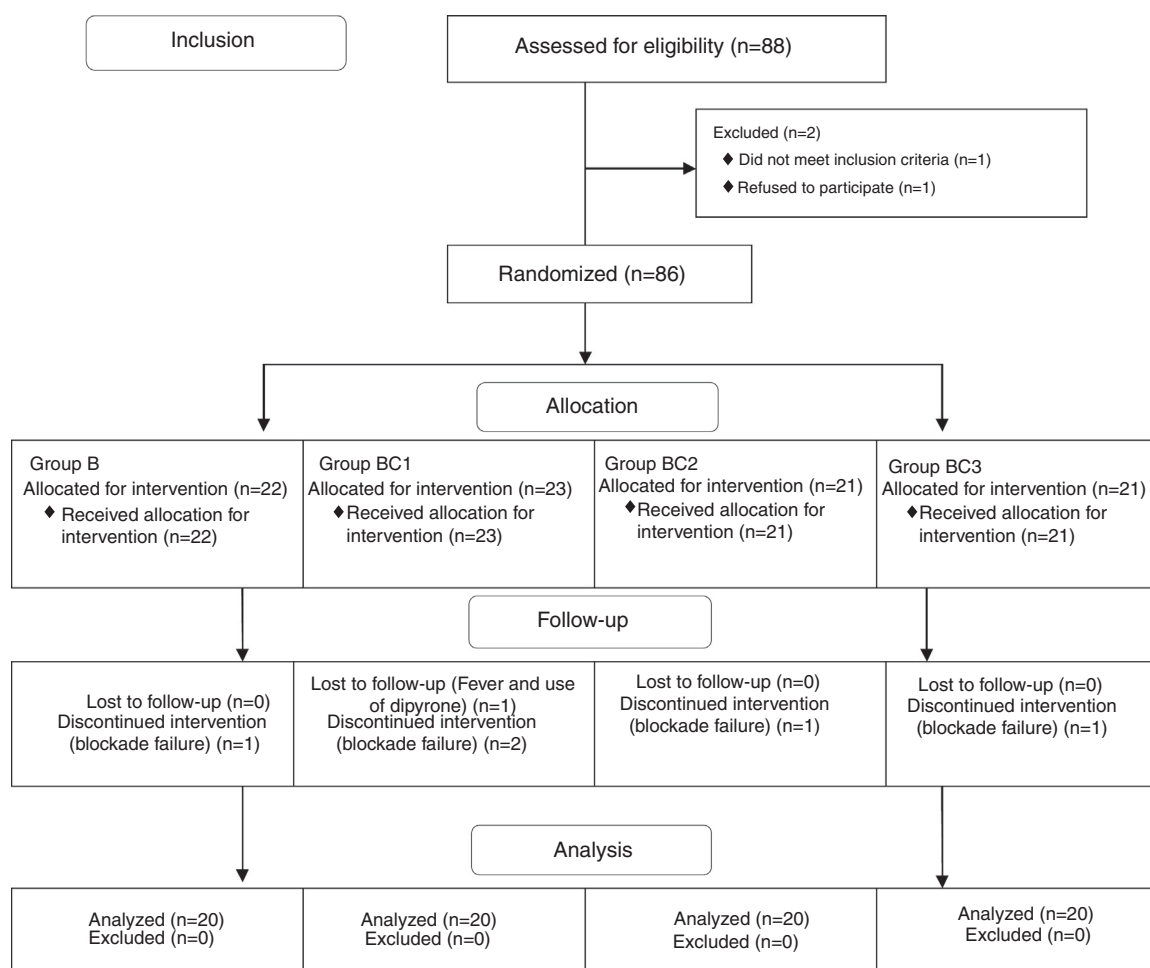 Inclusion
Assessed for eligibility (n=88)
Excluded (n=2)
♦ Did not meet inclusion criteria (n=1)
♦ Refused to participate (n=1)
Randomized (n=86)
Allocation
Group B
Allocated for intervention (n=22)
♦ Received allocation for
intervention (n=22)
Group BC1
Allocated for intervention (n=23)
♦ Received allocation for
intervention (n=23)
Group BC2
Allocated for intervention (n=21)
♦ Received allocation for
intervention (n=21)
Group BC3
Allocated for intervention (n=21)
♦ Received allocation for
intervention (n=21)
Follow-up
Lost to follow-up (n=0)
Discontinued intervention
(blockade failure) (n=1)
Lost to follow-up (Fever and use
of dipyrone) (n=1)
Discontinued intervention
(blockade failure) (n=2)
Lost to follow-up (n=0)
Discontinued intervention
(blockade failure) (n=1)
Lost to follow-up (n=0)
Discontinued intervention
(blockade failure) (n=1)
Analysis
Analyzed (n=20)
Excluded (n=0)
Analyzed (n=20)
Excluded (n=0)
Analyzed (n=20)
Excluded (n=0)
Analyzed (n=20)
Excluded (n=0)